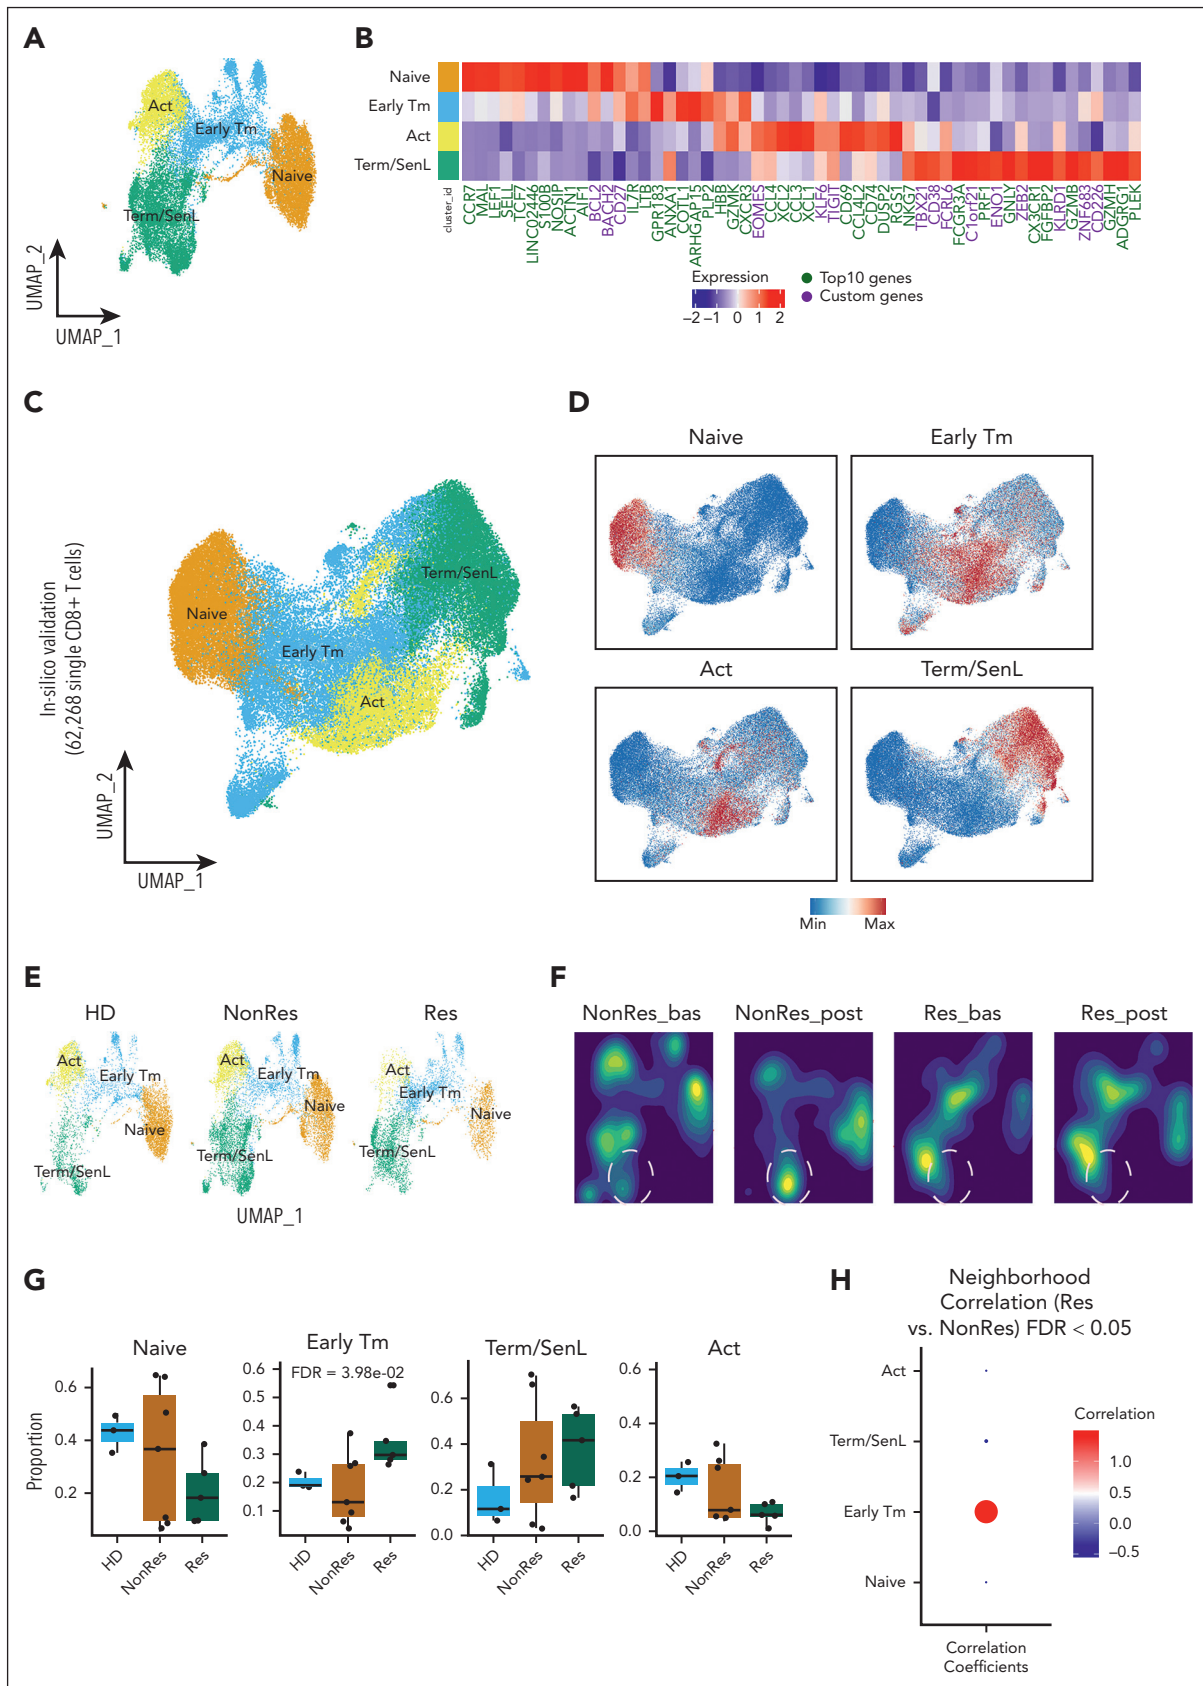 A
Act
Early Tm
Naive
Term/SenL
UMAP_2
UMAP_1
B
Naive
Early Tm
Act
Term/SenL
cluster_id
CCR7
MAL
LEF1
SELL
TCF7
LINC02446
S100B
NOSIP
ACTN1
AIF1
BCL2
BACH2
CD27
IL7R
LTB
GPR183
ANXA1
COTL1
ARHGAP15
PLP2
HBB
GZMK
CXCR3
EOMES
CCL4
XCL2
CCL3
XCL1
KLF6
TIGIT
CD69
CCL4L2
CD74
DUSP2
RGS1
NKG7
TBX21
CD38
FCRL6
FCGR3A
C1orf21
PRF1
ENO1
GNLY
ZEB2
CX3CR1
FGFBP2
KLRD1
GZMB
ZNF683
CD226
GZMH
ADGRG1
PLEK
Expression
−2 −1 0 1 2
Top10 genes
Custom genes
C
In-silico validation
(62,268 single CD8+ T cells)
Naive
Early Tm
Act
Term/SenL
UMAP_2
UMAP_1
D
Naive
Early Tm
Act
Term/SenL
Min Max
E
HD NonRes Res
Act
Early Tm
Naive
Term/SenL
Act
Early Tm
Naive
Term/SenL
Act
Early Tm
Naive
Term/SenL
UMAP_1
F
NonRes_bas NonRes_post Res_bas Res_post
G
Proportion
Naive
0.6
0.4
0.2
HD NonRes Res
Early Tm
FDR = 3.98e-02
0.6
0.5
0.4
0.3
0.2
0.1
HD NonRes Res
Term/SenL
0.6
0.4
0.2
0.0
HD NonRes Res
Act
0.6
0.4
0.2
0.0
HD NonRes Res
H
Neighborhood
Correlation (Res
vs. NonRes) FDR < 0.05
Act
Term/SenL
Early Tm
Naive
Correlation
Coefficients
Correlation
1.0
0.5
0.0
−0.5